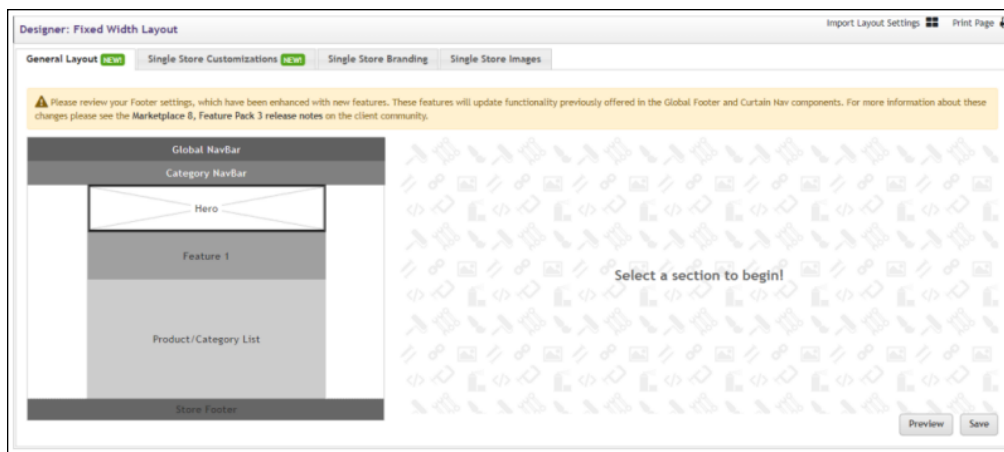 Designer: Fixed Width Layout
Import Layout Settings Print Page
General Layout NEW! Single Store Customizations NEW! Single Store Branding Single Store Images
Please review your Footer settings, which have been enhanced with new features. These features will update functionality previously offered in the Global Footer and Curtain Nav components. For more information about these
changes please see the Marketplace 8, Feature Pack 3 release notes on the client community.
Global NavBar
Category NavBar
Hero
Feature 1
Select a section to begin!
Product/Category List
Store Footer
Preview Save